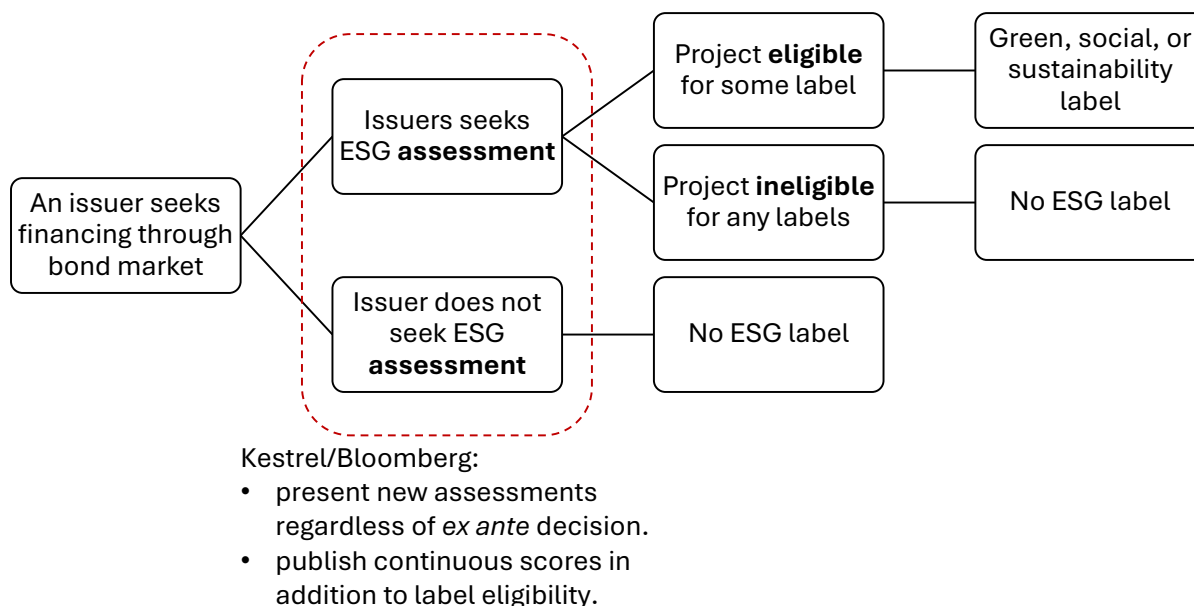 An issuer seeks
financing through
bond market
Issuers seeks
ESG assessment
Issuer does not
seek ESG
assessment
Project eligible
for some label
Project ineligible
for any labels
No ESG label
Green, social, or
sustainability
label
No ESG label
Kestrel/Bloomberg:
• present new assessments
regardless of ex ante decision.
• publish continuous scores in
addition to label eligibility.